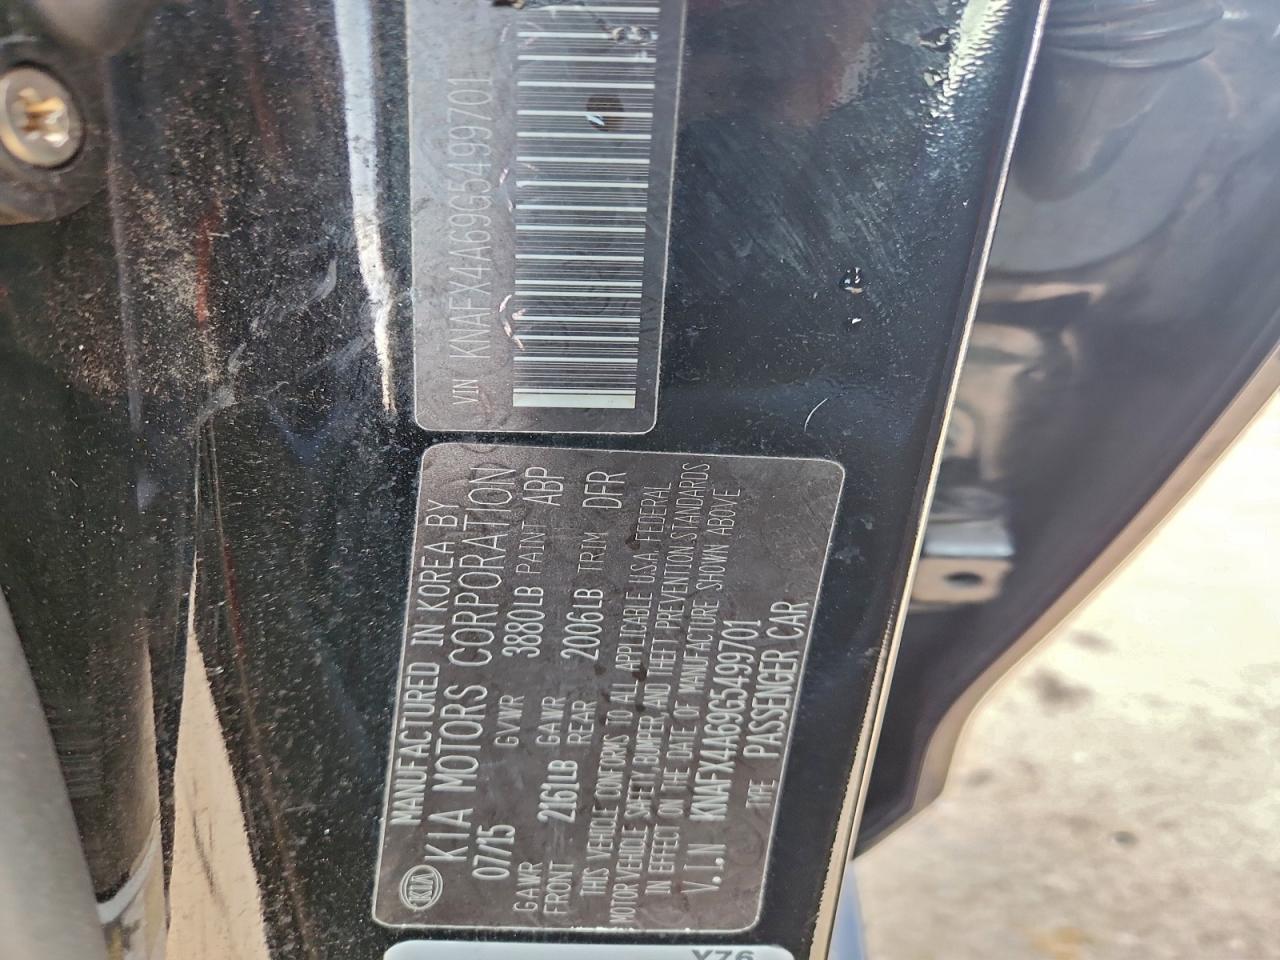 VIN KNAFX4A69G5499701
MANUFACTURED IN KOREA BY
KIA MOTORS CORPORATION
KIA
07/15 GVWR 3880LB PAINT ABP
GAWR FRONT 2161LB GAWR REAR 2006LB TRIM DFR
THIS VEHICLE CONFORMS TO ALL APPLICABLE U.S.A. FEDERAL
MOTOR VEHICLE SAFETY, BUMPER, AND THEFT PREVENTION STANDARDS
IN EFFECT ON THE DATE OF MANUFACTURE SHOWN ABOVE
V.I.N KNAFX4A69G5499701
TYPE PASSENGER CAR